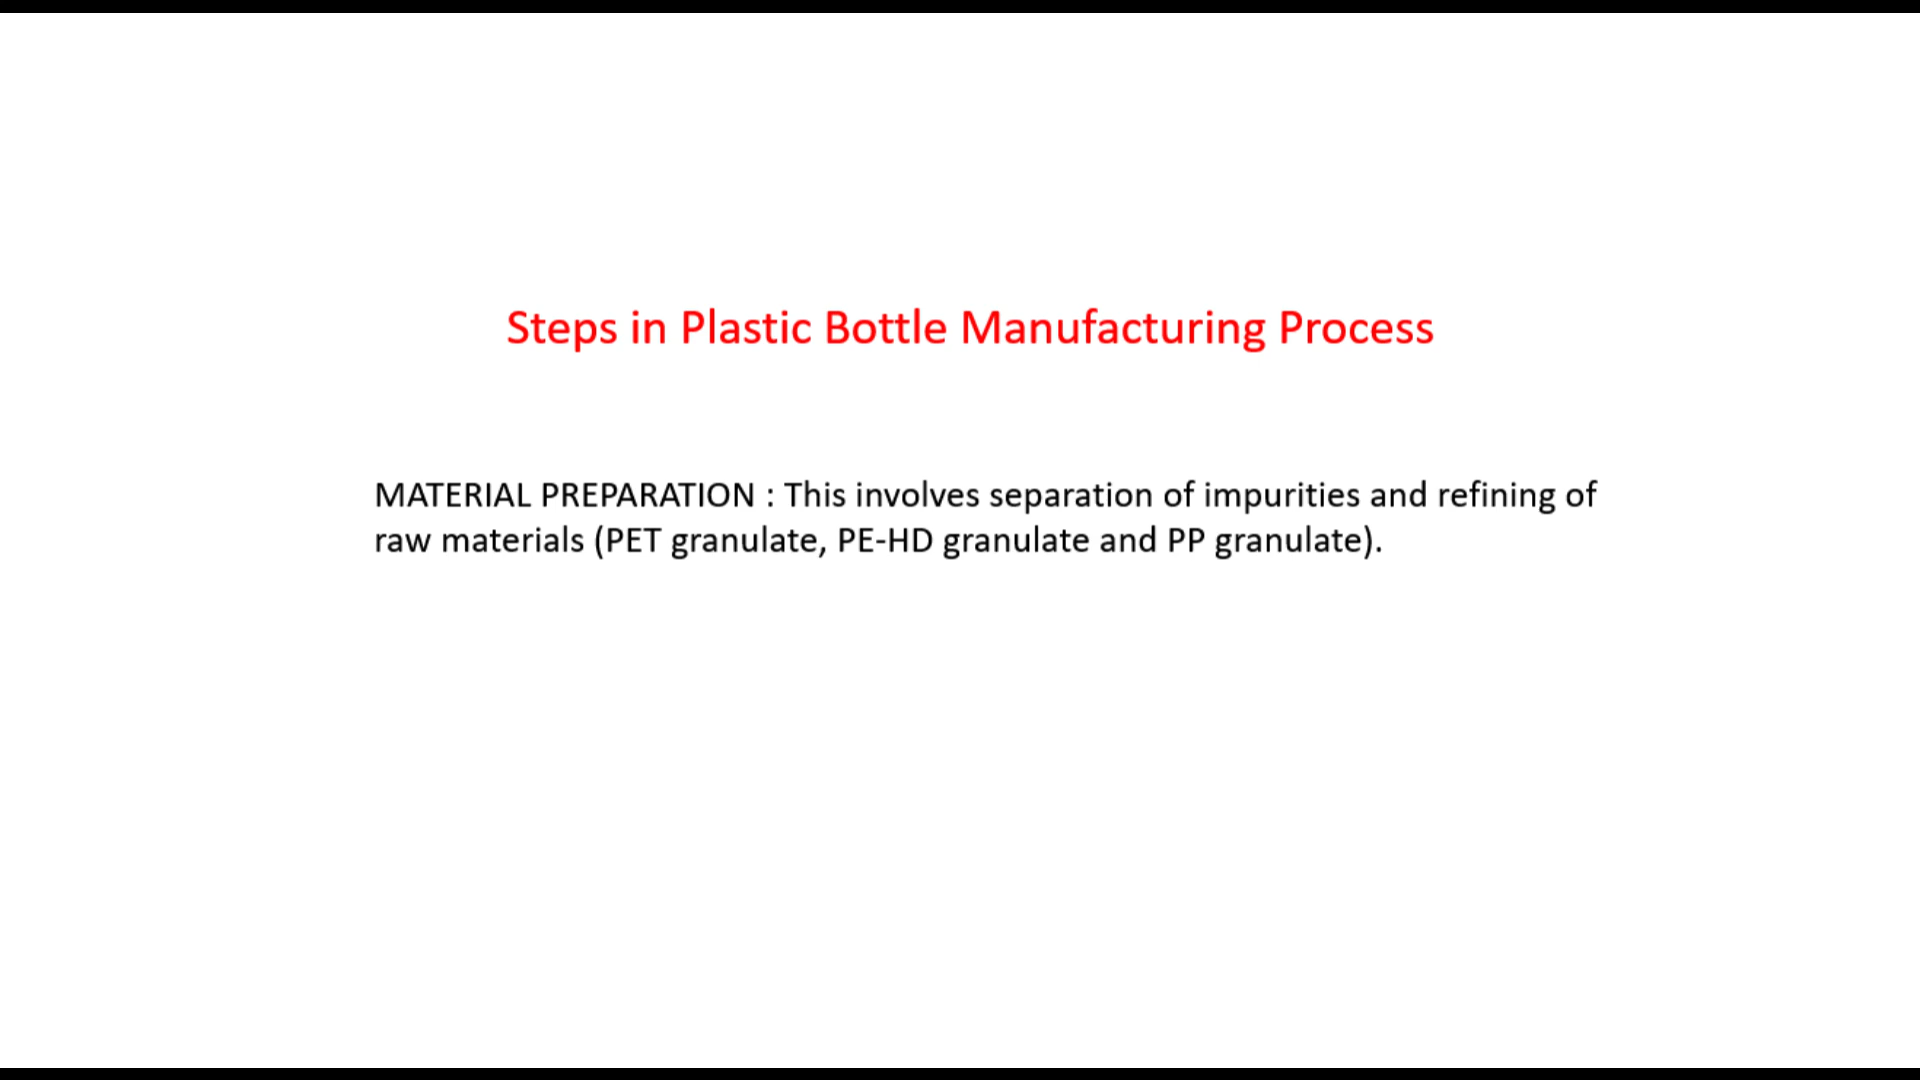 Steps in Plastic Bottle Manufacturing Process
MATERIAL PREPARATION : This involves separation of impurities and refining of
raw materials (PET granulate, PE-HD granulate and PP granulate).